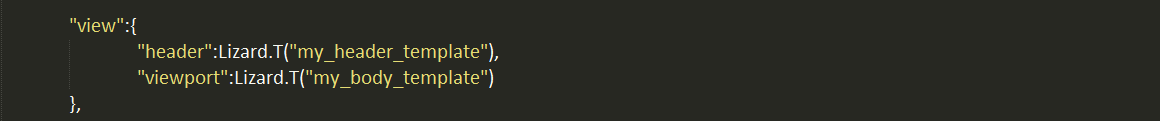 "view":{
"header":Lizard.T("my_header_template"),
"viewport":Lizard.T("my_body_template")
},